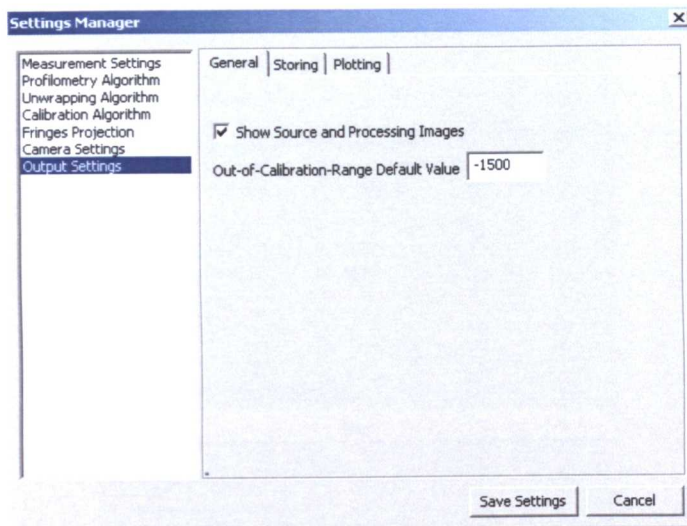 Settings Manager
Measurement Settings
Profilometry Algorithm
Unwrapping Algorithm
Calibration Algorithm
Fringes Projection
Camera Settings
Output Settings
General
Storing
Plotting
Show Source and Processing Images
Out-of-Calibration-Range Default Value
-1500
Save Settings
Cancel